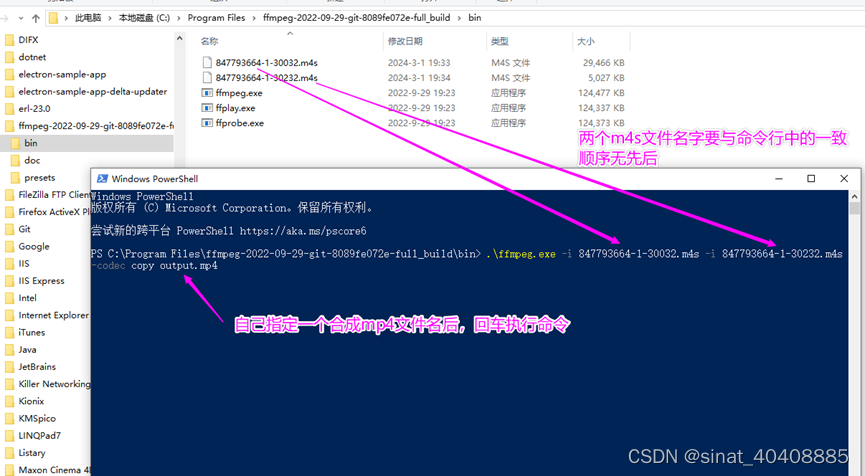 此电脑 > 本地磁盘 (C:) > Program Files > ffmpeg-2022-09-29-git-8089fe072e-full_build > bin
DIFX
dotnet
electron-sample-app
electron-sample-app-delta-updater
erl-23.0
ffmpeg-2022-09-29-git-8089fe072e-fu
bin
doc
presets
FileZilla FTP Client
Firefox ActiveX Pl
Git
Google
IIS
IIS Express
Intel
Internet Explorer
iTunes
Java
JetBrains
Killer Networking
Kionix
KMSpico
LINQPad7
Listary
Maxon Cinema 4D
名称 修改日期 类型 大小
847793664-1-30032.m4s 2024-3-1 19:33 M4S 文件 29,466 KB
847793664-1-30232.m4s 2024-3-1 19:34 M4S 文件 5,027 KB
ffmpeg.exe 2022-9-29 19:23 应用程序 124,477 KB
ffplay.exe 2022-9-29 19:23 应用程序 124,337 KB
ffprobe.exe 2022-9-29 19:23 应用程序 124,373 KB
两个m4s文件名字要与命令行中的一致
顺序无先后
Windows PowerShell
Windows PowerShell
版权所有 (C) Microsoft Corporation。保留所有权利。
尝试新的跨平台 PowerShell https://aka.ms/pscore6
PS C:\Program Files\ffmpeg-2022-09-29-git-8089fe072e-full_build\bin> .\ffmpeg.exe -i 847793664-1-30032.m4s -i 847793664-1-30232.m4s
-codec copy output.mp4
自己指定一个合成mp4文件名后，回车执行命令
CSDN @sinat_40408885